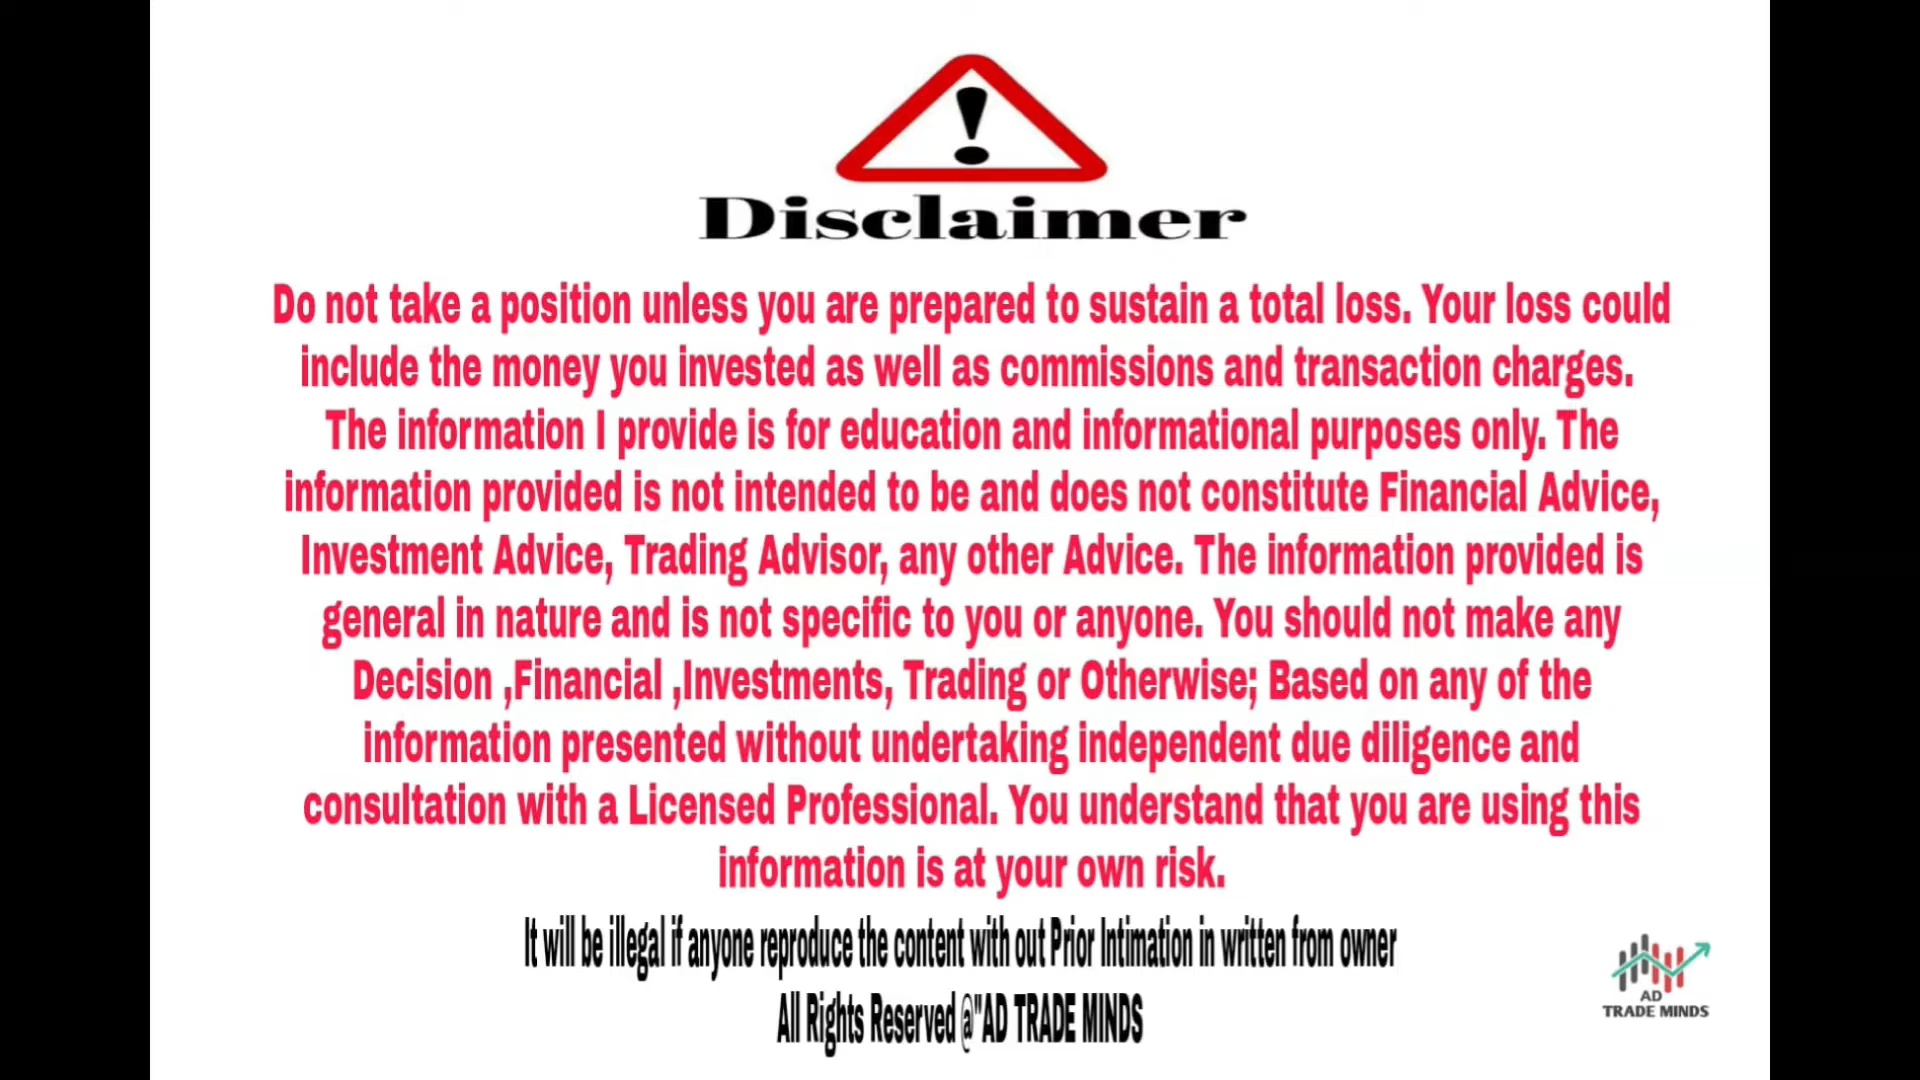 Disclaimer
Do not take a position unless you are prepared to sustain a total loss. Your loss could
include the money you invested as well as commissions and transaction charges.
The information I provide is for education and informational purposes only. The
information provided is not intended to be and does not constitute Financial Advice,
Investment Advice, Trading Advisor, any other Advice. The information provided is
general in nature and is not specific to you or anyone. You should not make any
Decision ,Financial ,Investments, Trading or Otherwise; Based on any of the
information presented without undertaking independent due diligence and
consultation with a Licensed Professional. You understand that you are using this
information is at your own risk.
It will be illegal if anyone reproduce the content with out Prior Intimation in written from owner
All Rights Reserved @"AD TRADE MINDS
AD
TRADE MINDS